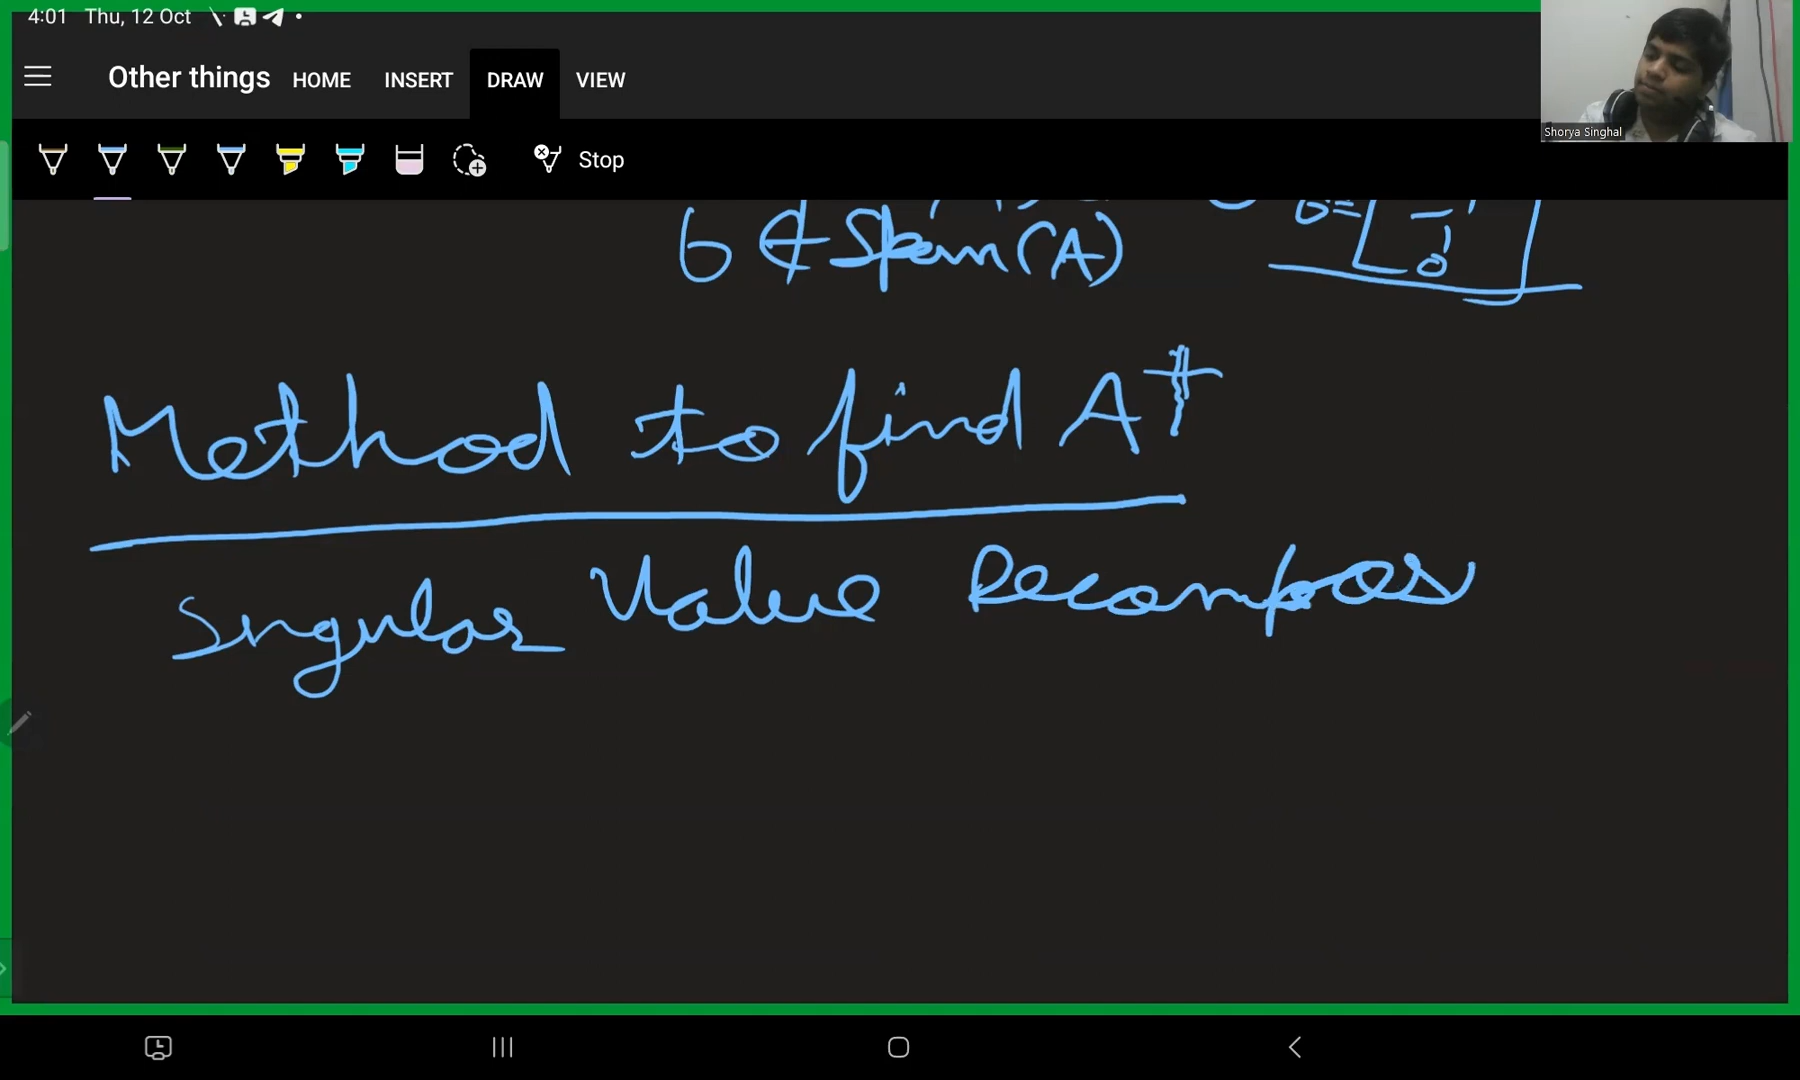 4:01 Thu, 12 Oct
Other things HOME INSERT DRAW VIEW
Shorya Singhal
Stop
b ∉ Span(A)
b=[
0
Method to find A†
Singular Value Decompos